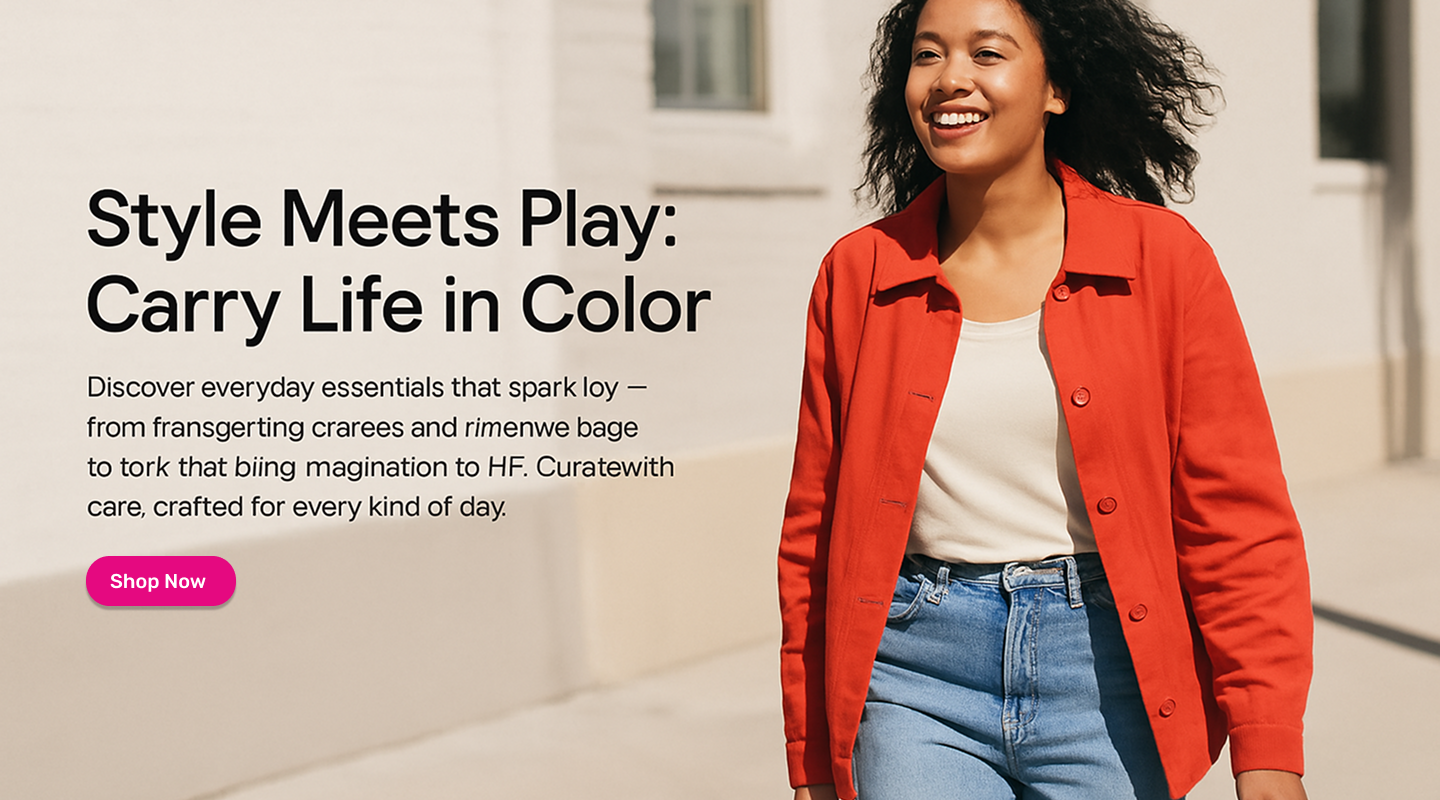 Style Meets Play:
Carry Life in Color
Discover everyday essentials that spark loy —
from fransgerting crarees and rimenwe bage
to tork that biing magination to HF. Curatewith
care, crafted for every kind of day.
Shop Now